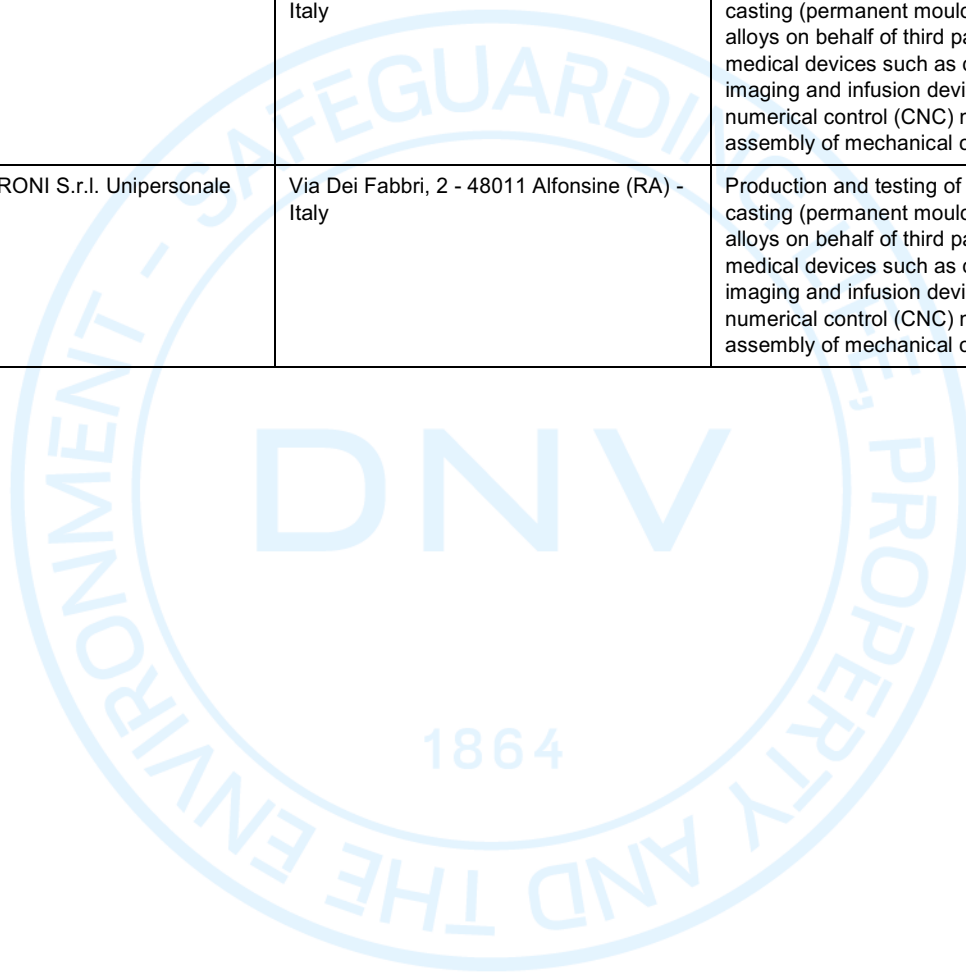 Italy
casting (permanent mould
alloys on behalf of third pa
medical devices such as
imaging and infusion devi
numerical control (CNC)
assembly of mechanical
RONI S.r.l. Unipersonale
Via Dei Fabbri, 2 - 48011 Alfonsine (RA) -
Italy
Production and testing of
casting (permanent mould
alloys on behalf of third pa
medical devices such as
imaging and infusion devi
numerical control (CNC)
assembly of mechanical
SAFEGUARDING LIFE, PROPERTY AND THE ENVIRONMENT -
DNV
1864